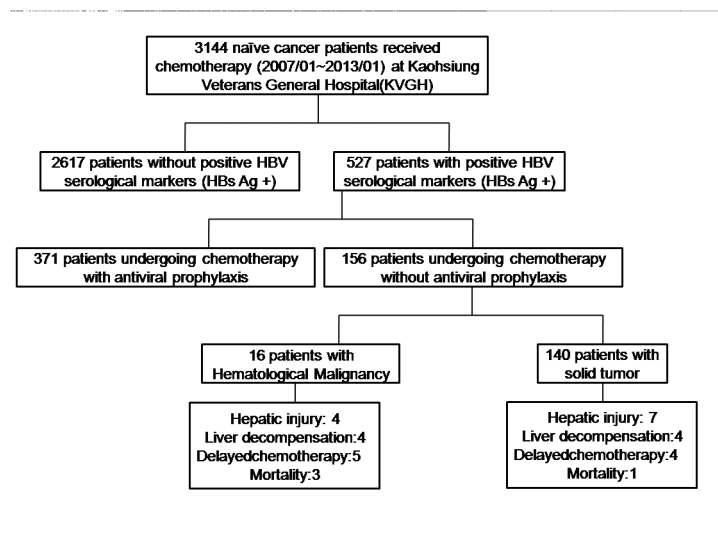 3144 naïve cancer patients received
chemotherapy (2007/01~2013/01) at Kaohsiung
Veterans General Hospital(KVGH)
2617 patients without positive HBV
serological markers (HBs Ag +)
527 patients with positive HBV
serological markers (HBs Ag +)
371 patients undergoing chemotherapy
with antiviral prophylaxis
156 patients undergoing chemotherapy
without antiviral prophylaxis
16 patients with
Hematological Malignancy
140 patients with
solid tumor
Hepatic injury: 4
Liver decompensation:4
Delayedchemotherapy:5
Mortality:3
Hepatic injury: 7
Liver decompensation:4
Delayedchemotherapy:4
Mortality:1